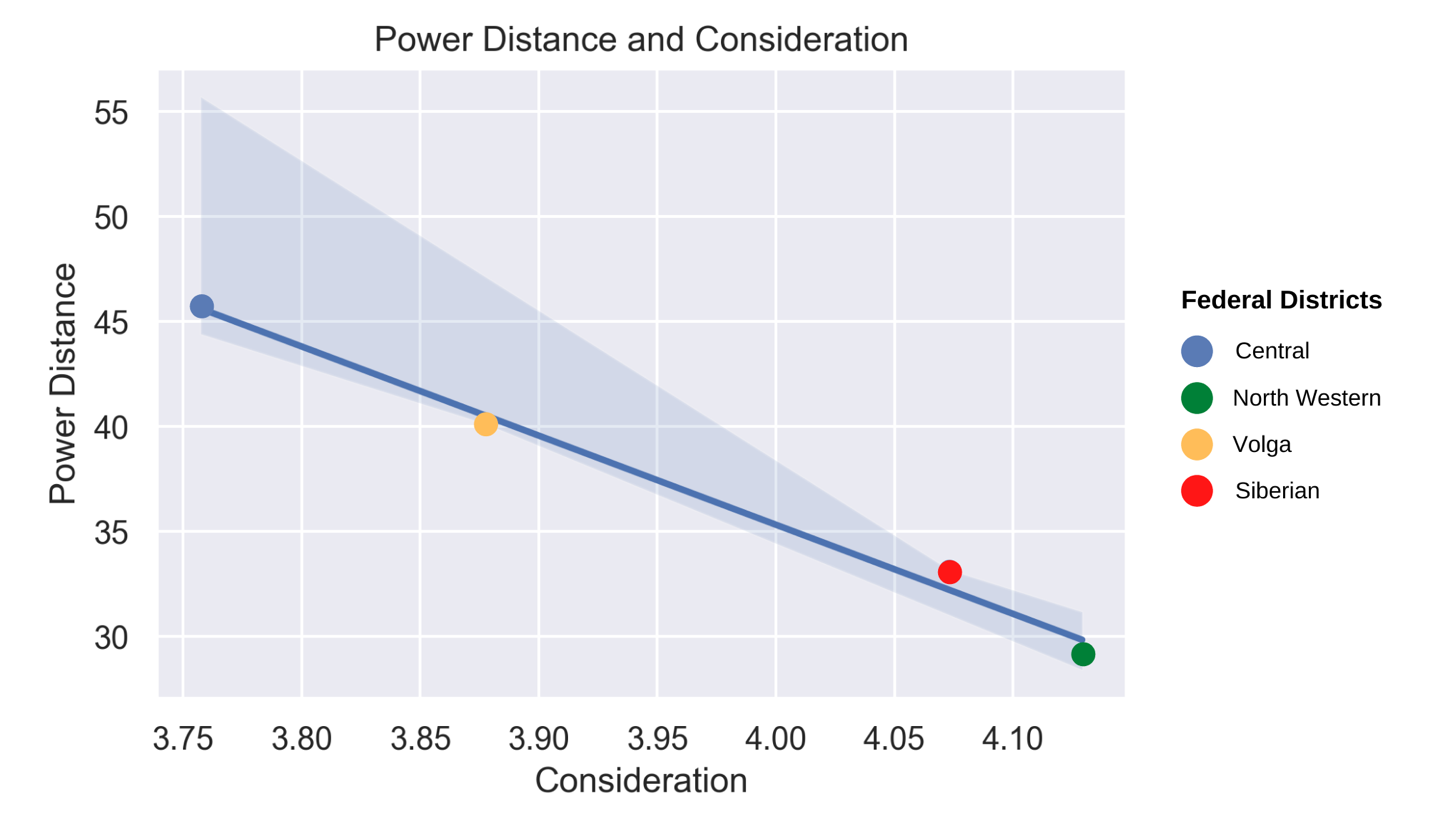 Power Distance and Consideration
55
50
45
40
35
30
Power Distance
3.75 3.80 3.85 3.90 3.95 4.00 4.05 4.10
Consideration
Federal Districts
Central
North Western
Volga
Siberian